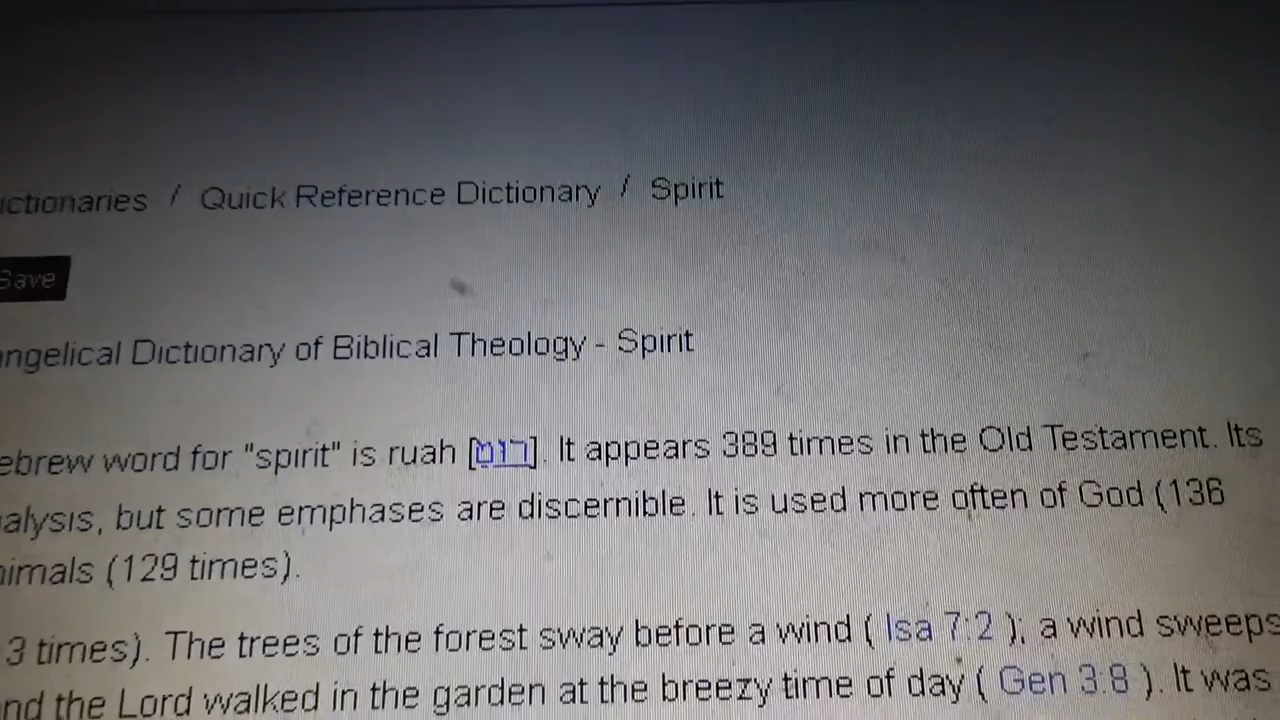 ictionaries / Quick Reference Dictionary / Spirit
Save
angelical Dictionary of Biblical Theology - Spirit
ebrew word for "spirit" is ruah [רוּח]. It appears 389 times in the Old Testament. Its
alysis, but some emphases are discernible. It is used more often of God (136
nimals (129 times).
3 times). The trees of the forest sway before a wind ( Isa 7:2 ); a wind sweeps
nd the Lord walked in the garden at the breezy time of day ( Gen 3:8 ). It was